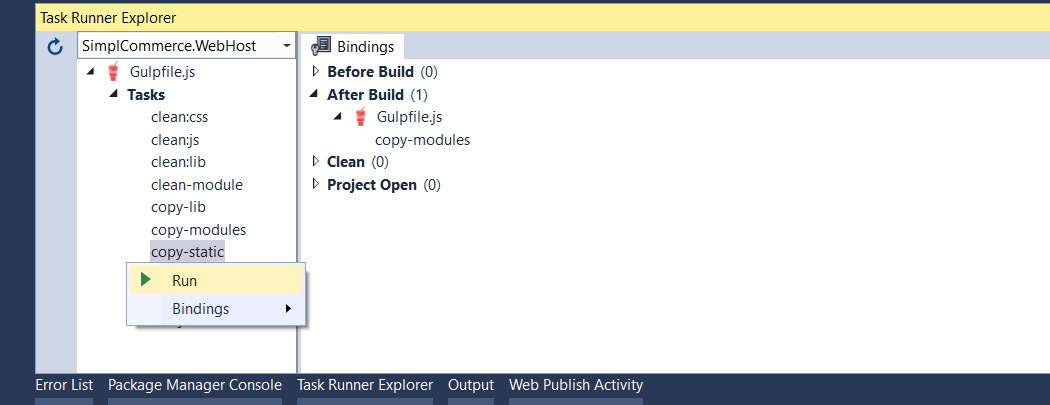 Task Runner Explorer
SimplCommerce.WebHost
Gulpfile.js
Tasks
clean:css
clean:js
clean:lib
clean-module
copy-lib
copy-modules
copy-static
Run
Bindings
Bindings
Before Build (0)
After Build (1)
Gulpfile.js
copy-modules
Clean (0)
Project Open (0)
Error List Package Manager Console Task Runner Explorer Output Web Publish Activity